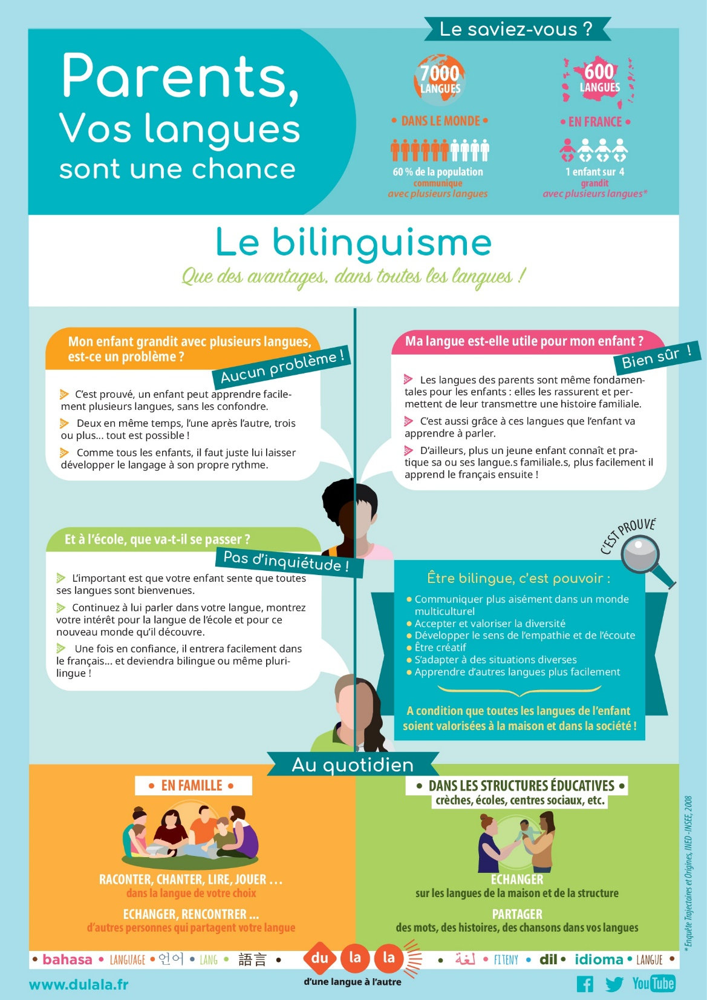 Le saviez-vous ?
Parents,
Vos langues
sont une chance
7000
LANGUES
• DANS LE MONDE •
60 % de la population
communique
avec plusieurs langues
600
LANGUES
• EN FRANCE •
1 enfant sur 4
grandit
avec plusieurs langues*
Le bilinguisme
Que des avantages, dans toutes les langues !
Mon enfant grandit avec plusieurs langues,
est-ce un problème ?
Aucun problème !
C’est prouvé, un enfant peut apprendre facile-
ment plusieurs langues, sans les confondre.
Deux en même temps, l’une après l’autre, trois
ou plus... tout est possible !
Comme tous les enfants, il faut juste lui laisser
développer le langage à son propre rythme.
Ma langue est-elle utile pour mon enfant ?
Bien sûr !
Les langues des parents sont même fondamen-
tales pour les enfants : elles les rassurent et per-
mettent de leur transmettre une histoire familiale.
C’est aussi grâce à ces langues que l’enfant va
apprendre à parler.
D’ailleurs, plus un jeune enfant connaît et pra-
tique sa ou ses langue.s familiale.s, plus facilement il
apprend le français ensuite !
Et à l’école, que va-t-il se passer ?
Pas d’inquiétude !
L’important est que votre enfant sente que toutes
ses langues sont bienvenues.
Continuez à lui parler dans votre langue, montrez
votre intérêt pour la langue de l’école et pour ce
nouveau monde qu’il découvre.
Une fois en confiance, il entrera facilement dans
le français... et deviendra bilingue ou même pluri-
lingue !
C'EST PROUVÉ
Être bilingue, c’est pouvoir :
• Communiquer plus aisément dans un monde
multiculturel
• Accepter et valoriser la diversité
• Développer le sens de l’empathie et de l’écoute
• Être créatif
• S’adapter à des situations diverses
• Apprendre d’autres langues plus facilement
A condition que toutes les langues de l’enfant
soient valorisées à la maison et dans la société !
Au quotidien
• EN FAMILLE •
RACONTER, CHANTER, LIRE, JOUER ...
dans la langue de votre choix
ECHANGER, RENCONTRER ...
d’autres personnes qui partagent votre langue
• DANS LES STRUCTURES ÉDUCATIVES •
crèches, écoles, centres sociaux, etc.
ECHANGER
sur les langues de la maison et de la structure
PARTAGER
des mots, des histoires, des chansons dans vos langues
* Enquête Trajectoires et Origines, INED -INSEE, 2008
• bahasa • LANGUAGE • 언어 • LANG • 語言 •
du la la
d’une langue à l’autre
• لغة • FITENY • dil • idioma • LANGUE •
www.dulala.fr
YouTube